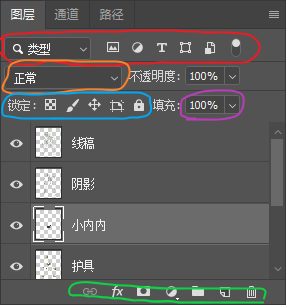 图层 通道 路径
类型
正常 不透明度: 100%
锁定: 填充: 100%
线稿
阴影
小内内
护具
fx